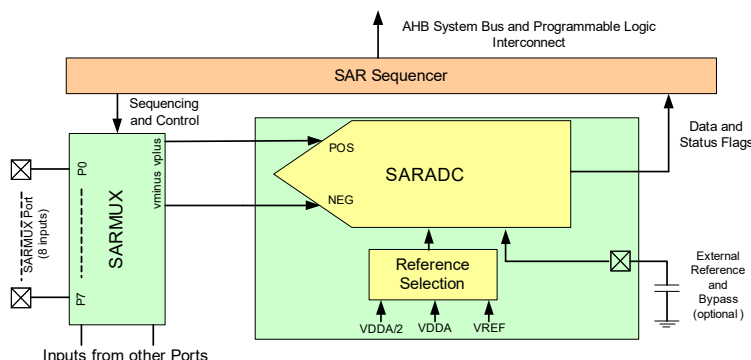 AHB System Bus and Programmable Logic
Interconnect
SAR Sequencer
Sequencing
and Control
Data and
Status Flags
vminus vplus
P0
P7
SARMUX
SARMUX Port
(8 inputs)
POS
NEG
SARADC
Reference
Selection
VDDA/2
VDDA
VREF
External
Reference
and
Bypass
(optional )
Inputs from other Ports